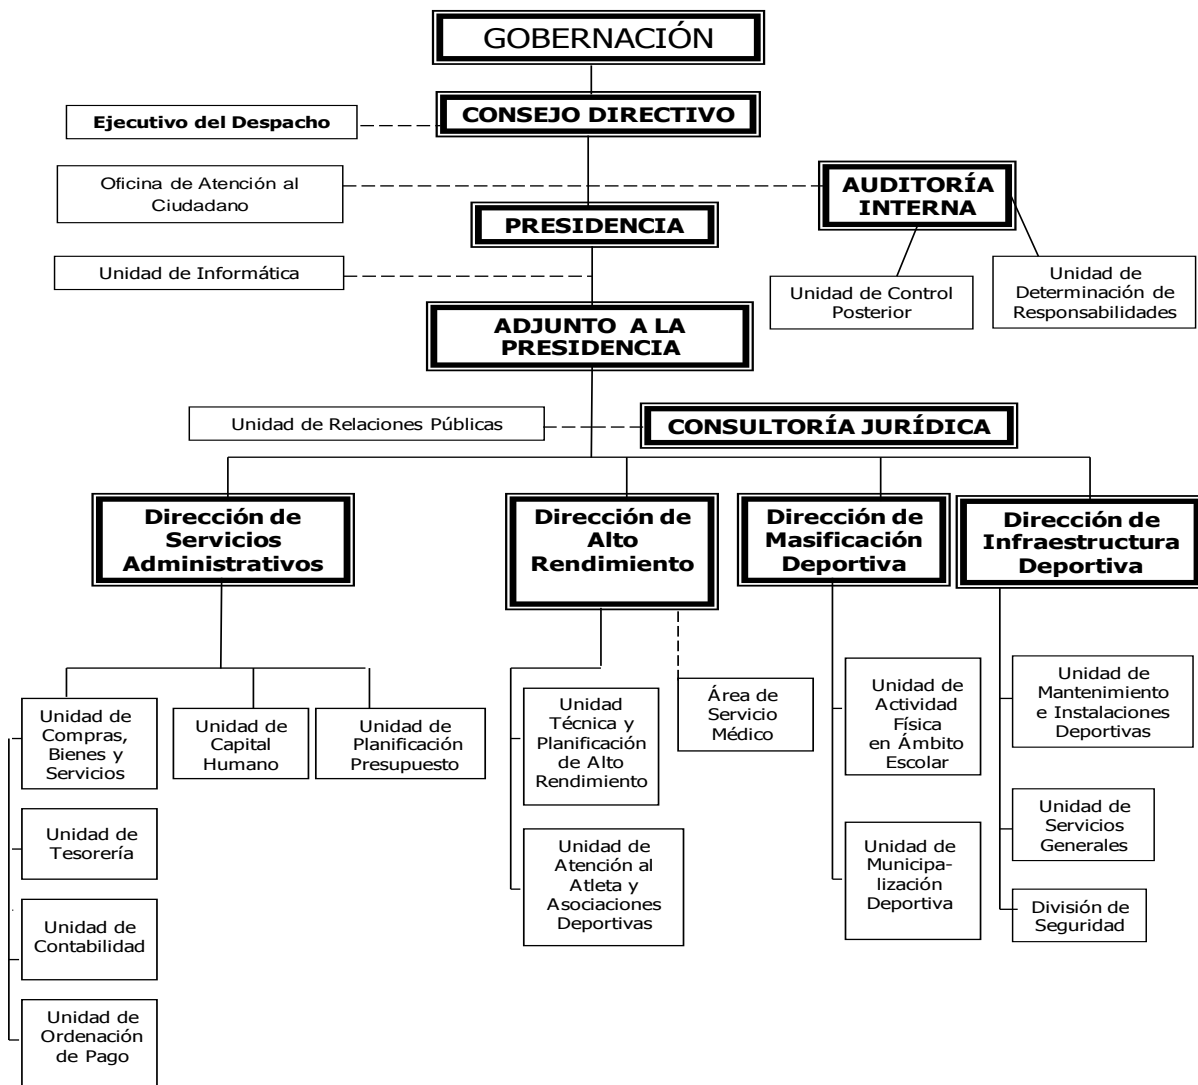 GOBERNACIÓN
CONSEJO DIRECTIVO
Ejecutivo del Despacho
Oficina de Atención al
Ciudadano
AUDITORÍA
INTERNA
PRESIDENCIA
Unidad de Informática
Unidad de Control
Posterior
Unidad de
Determinación de
Responsabilidades
ADJUNTO A LA
PRESIDENCIA
Unidad de Relaciones Públicas
CONSULTORÍA JURÍDICA
Dirección de
Servicios
Administrativos
Dirección de
Alto
Rendimiento
Dirección de
Masificación
Deportiva
Dirección de
Infraestructura
Deportiva
Unidad de
Compras,
Bienes y
Servicios
Unidad de
Capital
Humano
Unidad de
Planificación
Presupuesto
Unidad de
Tesorería
Unidad de
Contabilidad
Unidad de
Ordenación
de Pago
Unidad
Técnica y
Planificación
de Alto
Rendimiento
Área de
Servicio
Médico
Unidad de
Atención al
Atleta y
Asociaciones
Deportivas
Unidad de
Actividad
Física
en Ámbito
Escolar
Unidad de
Municipa-
lización
Deportiva
Unidad de
Mantenimiento
e Instalaciones
Deportivas
Unidad de
Servicios
Generales
División de
Seguridad